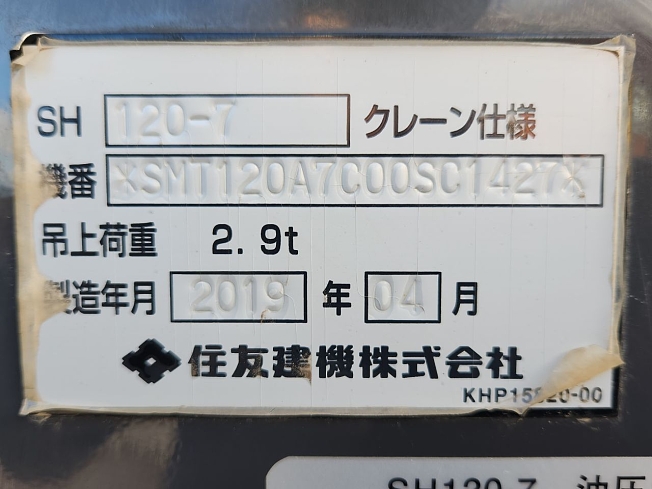 SH 120-7 クレーン仕様
機番 *SMT120A7C00SC1427*
吊上荷重 2.9t
製造年月 2019 年 04 月
住友建機株式会社
SH120-7 油圧